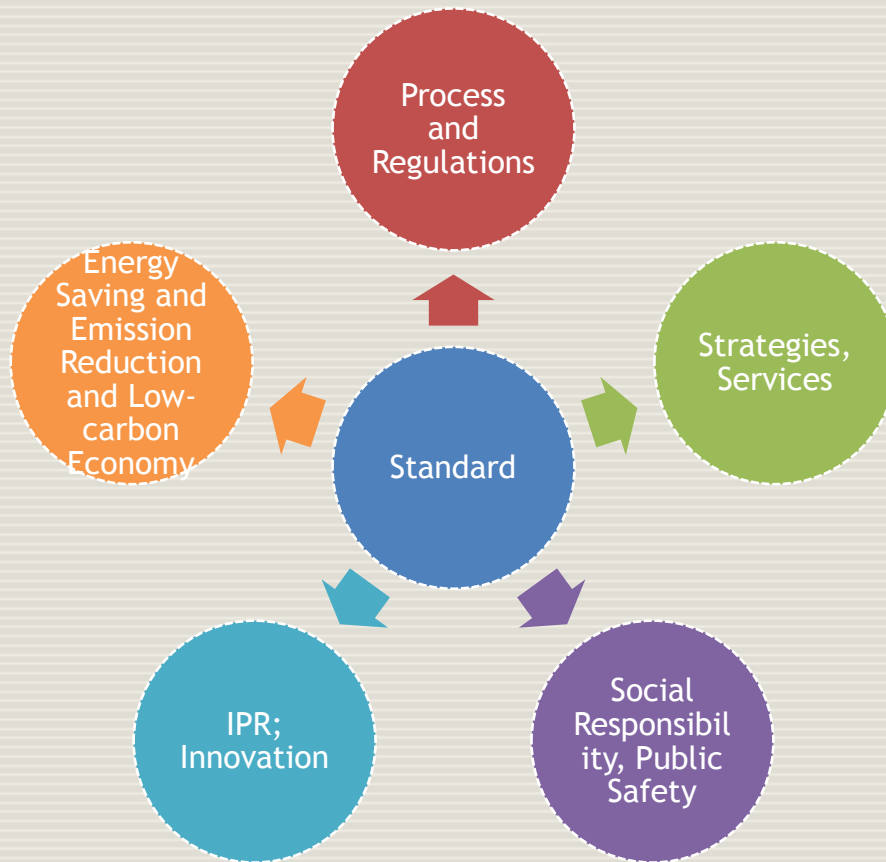 Process
and
Regulations
Energy
Saving and
Emission
Reduction
and Low-
carbon
Economy
Strategies,
Services
Standard
IPR;
Innovation
Social
Responsibil
ity, Public
Safety